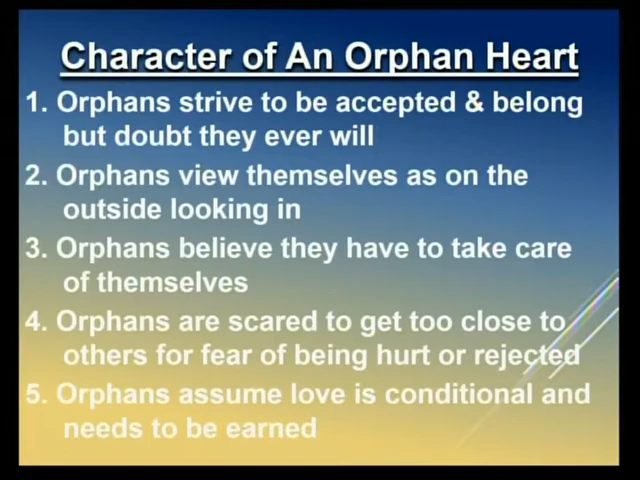 Character of An Orphan Heart
1. Orphans strive to be accepted & belong
but doubt they ever will
2. Orphans view themselves as on the
outside looking in
3. Orphans believe they have to take care
of themselves
4. Orphans are scared to get too close to
others for fear of being hurt or rejected
5. Orphans assume love is conditional and
needs to be earned